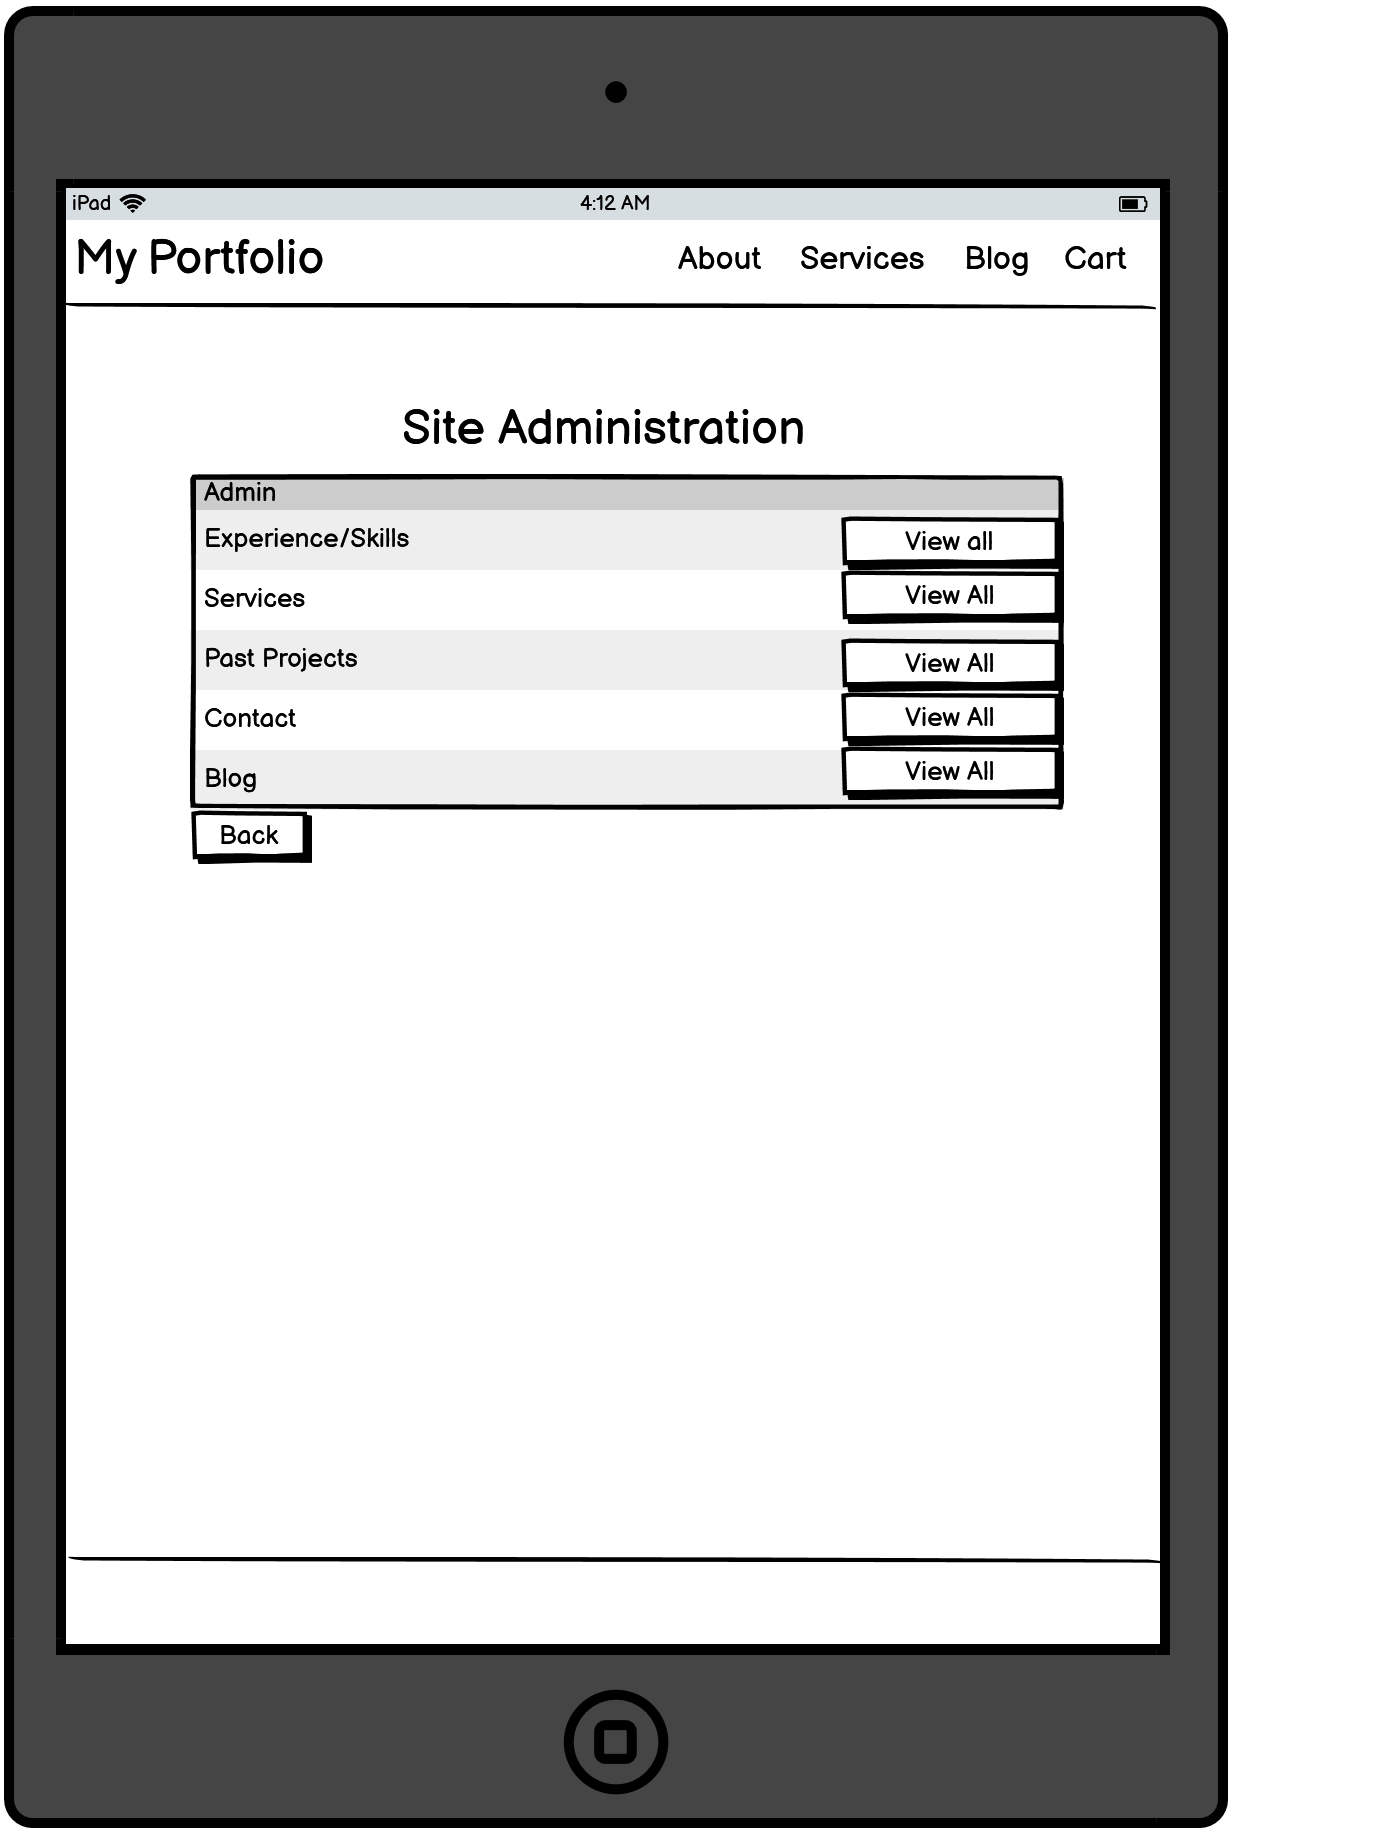 iPad 4:12 AM
My Portfolio About Services Blog Cart
Site Administration
Admin
Experience/Skills View all
Services View All
Past Projects View All
Contact View All
Blog View All
Back